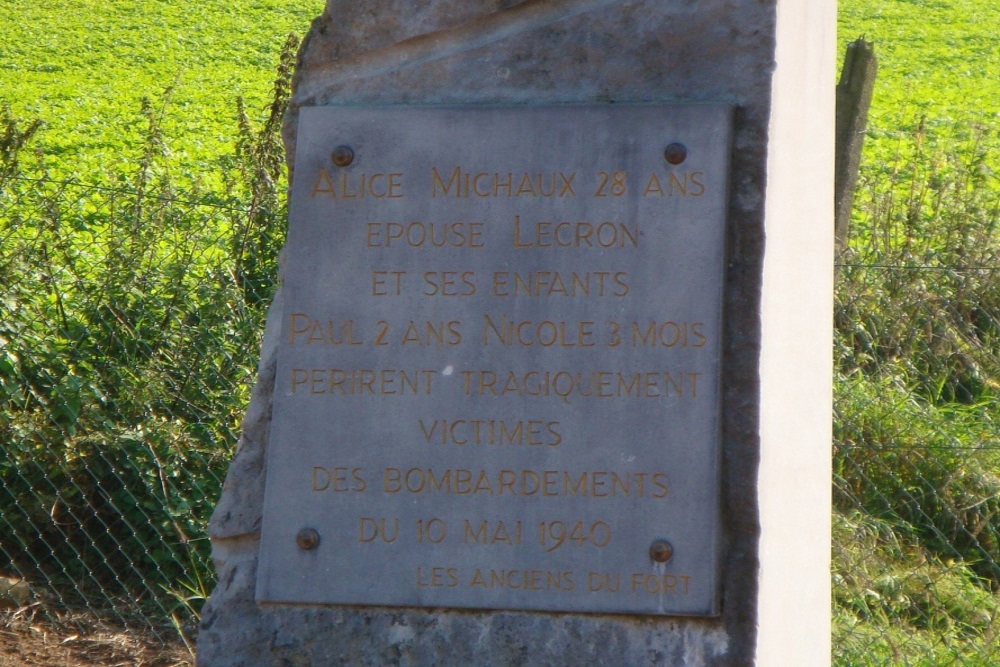 ALICE MICHAUX 28 ANS
EPOUSE LECRON
ET SES ENFANTS
PAUL 2 ANS NICOLE 3 MOIS
PERIRENT TRAGIQUEMENT
VICTIMES
DES BOMBARDEMENTS
DU 10 MAI 1940
LES ANCIENS DU FORT